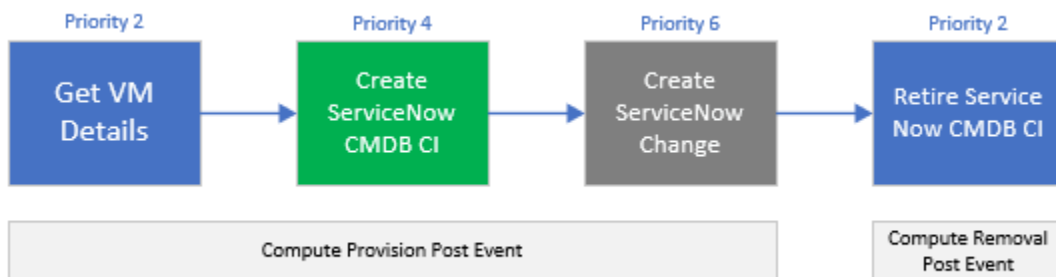 Priority 2
Priority 4
Priority 6
Priority 2
Get VM
Details
Create
ServiceNow
CMDB CI
Create
ServiceNow
Change
Retire Service
Now CMDB CI
Compute Provision Post Event
Compute Removal
Post Event